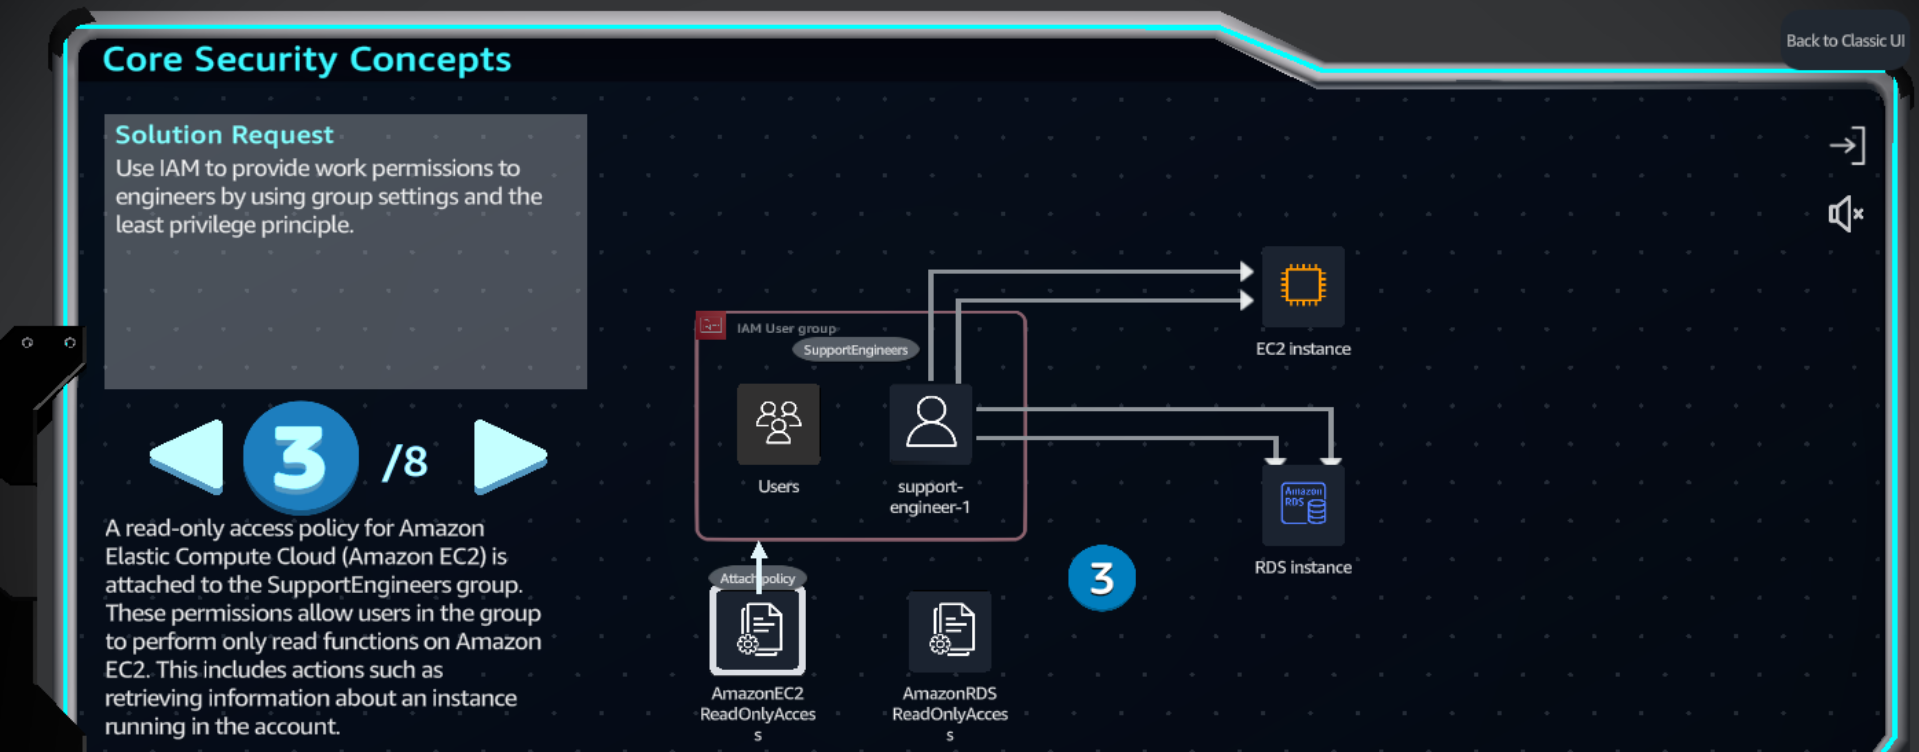 Back to Classic UI
Core Security Concepts
Solution Request
Use IAM to provide work permissions to
engineers by using group settings and the
least privilege principle.
3
/8
A read-only access policy for Amazon
Elastic Compute Cloud (Amazon EC2) is
attached to the SupportEngineers group.
These permissions allow users in the group
to perform only read functions on Amazon
EC2. This includes actions such as
retrieving information about an instance
running in the account.
IAM User group
SupportEngineers
Users
support-
engineer-1
EC2 instance
Amazon
RDS
RDS instance
3
Attach policy
AmazonEC2
ReadOnlyAcces
s
AmazonRDS
ReadOnlyAcces
s